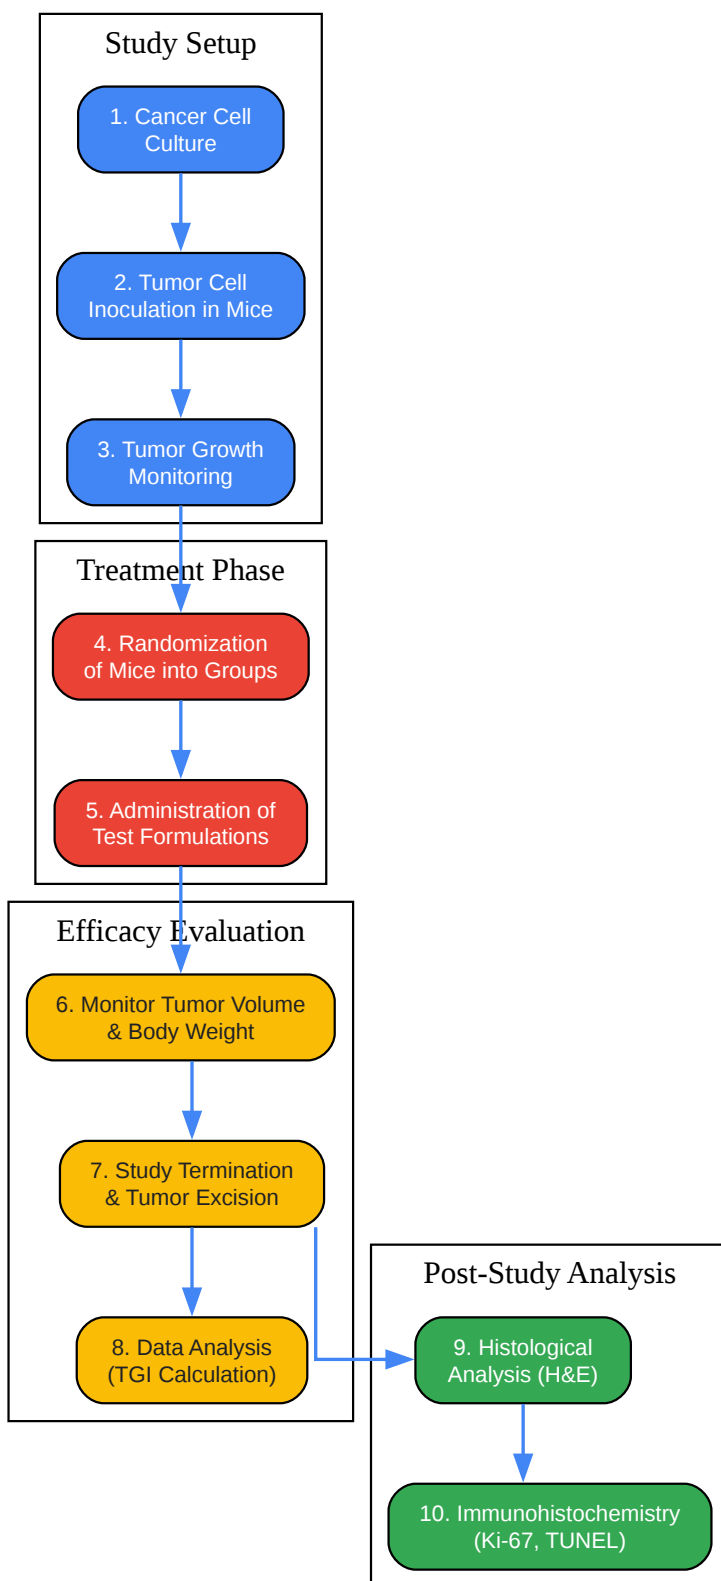 Study Setup
1. Cancer Cell
Culture
2. Tumor Cell
Inoculation in Mice
3. Tumor Growth
Monitoring
Treatment Phase
4. Randomization
of Mice into Groups
5. Administration of
Test Formulations
Efficacy Evaluation
6. Monitor Tumor Volume
& Body Weight
7. Study Termination
& Tumor Excision
8. Data Analysis
(TGI Calculation)
Post-Study Analysis
9. Histological
Analysis (H&E)
10. Immunohistochemistry
(Ki-67, TUNEL)